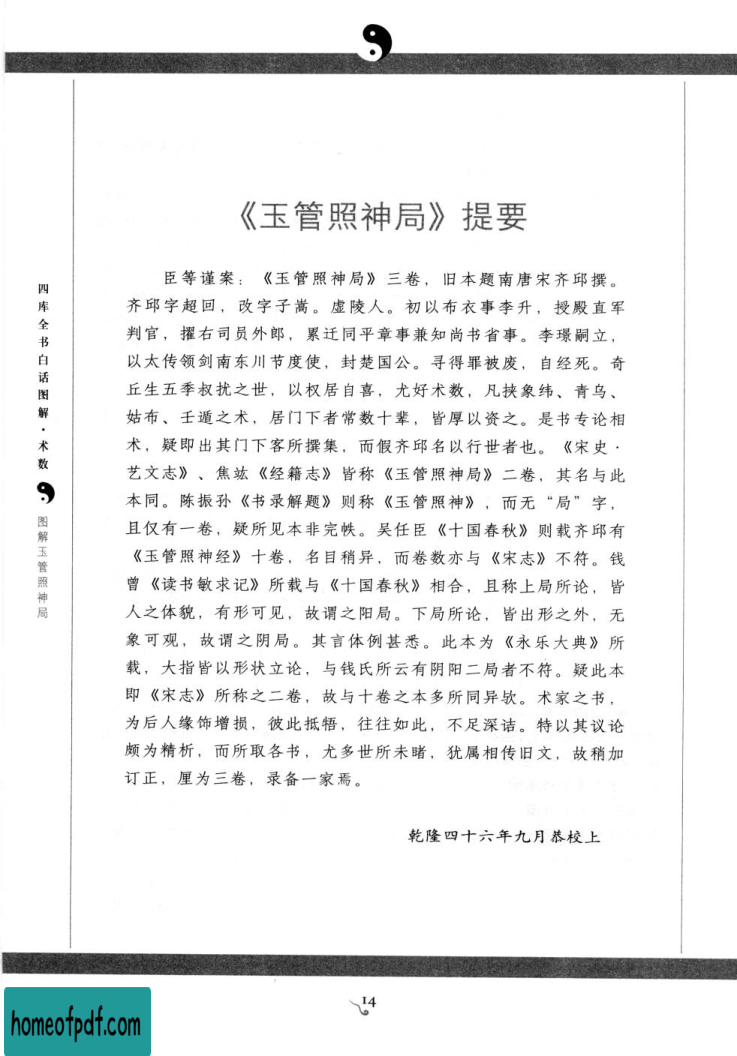 《玉管照神局》提要
臣等谨案：《玉管照神局》三卷，旧本题南唐宋齐邱撰。
齐邱字超回，改字子嵩。虚陵人。初以布衣事李升，授殿直军
判官，擢右司员外郎，累迁同平章事兼知尚书省事。李璟嗣立，
以太传领剑南东川节度使，封楚国公。寻得罪被废，自经死。奇
丘生五季叔扰之世，以权居自喜，尤好术数，凡挟象纬、青乌、
姑布、壬遁之术，居门下者常数十辈，皆厚以资之。是书专论相
术，疑即出其门下客所撰集，而假齐邱名以行世者也。《宋史·
艺文志》、焦竑《经籍志》皆称《玉管照神局》二卷，其名与此
本同。陈振孙《书录解题》则称《玉管照神》，而无“局”字，
且仅有一卷，疑所见本非完帙。吴任臣《十国春秋》则载齐邱有
《玉管照神经》十卷，名目稍异，而卷数亦与《宋志》不符。钱
曾《读书敏求记》所载与《十国春秋》相合，且称上局所论，皆
人之体貌，有形可见，故谓之阳局。下局所论，皆出形之外，无
象可观，故谓之阴局。其言体例甚悉。此本为《永乐大典》所
载，大指皆以形状立论，与钱氏所云有阴阳二局者不符。疑此本
即《宋志》所称之二卷，故与十卷之本多所同异欤。术家之书，
为后人缘饰增损，彼此抵牾，往往如此，不足深诘。特以其议论
颇为精析，而所取各书，尤多世所未睹，犹属相传旧文，故稍加
订正，厘为三卷，录备一家焉。
乾隆四十六年九月恭校上
四库全书白话图解·术数
图解玉管照神局
14
homeofpdf.com